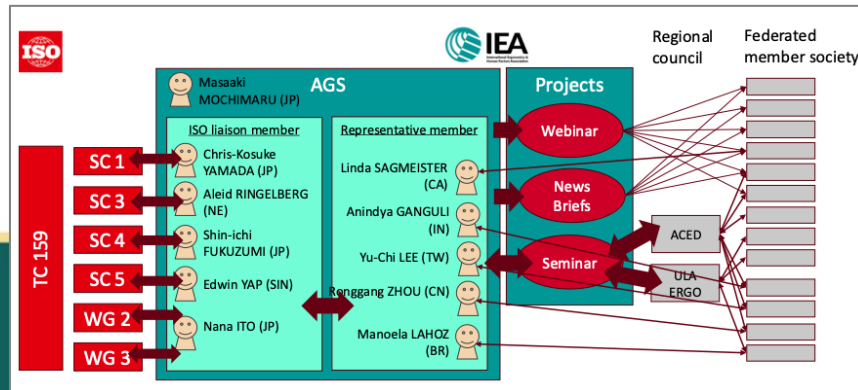 ISO
IEA
International Ergonomics &
Human Factors Association
Regional
council
Federated
member society
Masaaki
MOCHIMARU (JP)
AGS
Projects
ISO liaison member
Representative member
TC 159
SC 1
SC 3
SC 4
SC 5
WG 2
WG 3
Chris-Kosuke
YAMADA (JP)
Aleid RINGELBERG
(NE)
Shin-ichi
FUKUZUMI (JP)
Edwin YAP (SIN)
Nana ITO (JP)
Linda SAGMEISTER
(CA)
Anindya GANGULI
(IN)
Yu-Chi LEE (TW)
Ronggang ZHOU (CN)
Manoela LAHOZ
(BR)
Webinar
News
Briefs
Seminar
ACED
ULA
ERGO